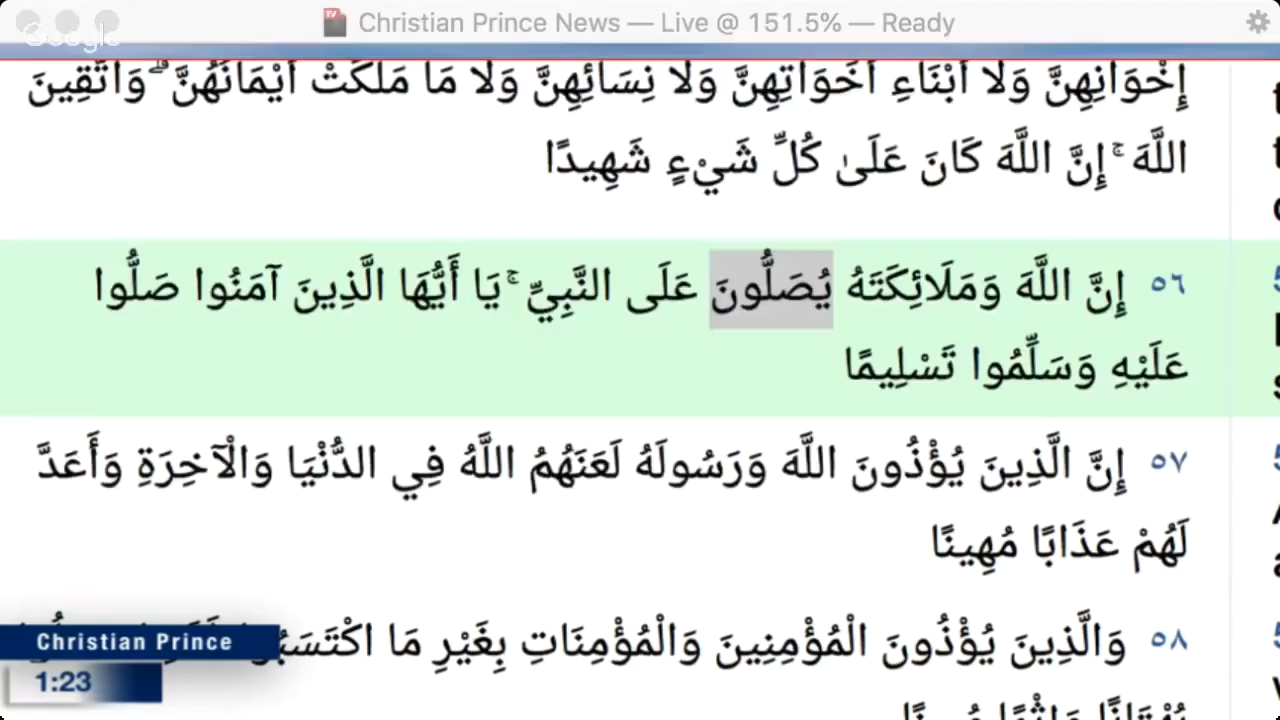 Christian Prince News — Live @ 151.5% — Ready
Google
إِخْوَانِهِنَّ وَلَا أَبْنَاءِ أَخَوَاتِهِنَّ وَلَا نِسَائِهِنَّ وَلَا مَا مَلَكَتْ أَيْمَانُهُنَّ ۗ وَاتَّقِينَ
اللَّهَ ۚ إِنَّ اللَّهَ كَانَ عَلَىٰ كُلِّ شَيْءٍ شَهِيدًا
٥٦ إِنَّ اللَّهَ وَمَلَائِكَتَهُ يُصَلُّونَ عَلَى النَّبِيِّ ۚ يَا أَيُّهَا الَّذِينَ آمَنُوا صَلُّوا
عَلَيْهِ وَسَلِّمُوا تَسْلِيمًا
٥٧ إِنَّ الَّذِينَ يُؤْذُونَ اللَّهَ وَرَسُولَهُ لَعَنَهُمُ اللَّهُ فِي الدُّنْيَا وَالْآخِرَةِ وَأَعَدَّ
لَهُمْ عَذَابًا مُهِينًا
٥٨ وَالَّذِينَ يُؤْذُونَ الْمُؤْمِنِينَ وَالْمُؤْمِنَاتِ بِغَيْرِ مَا
Christian Prince
1:23